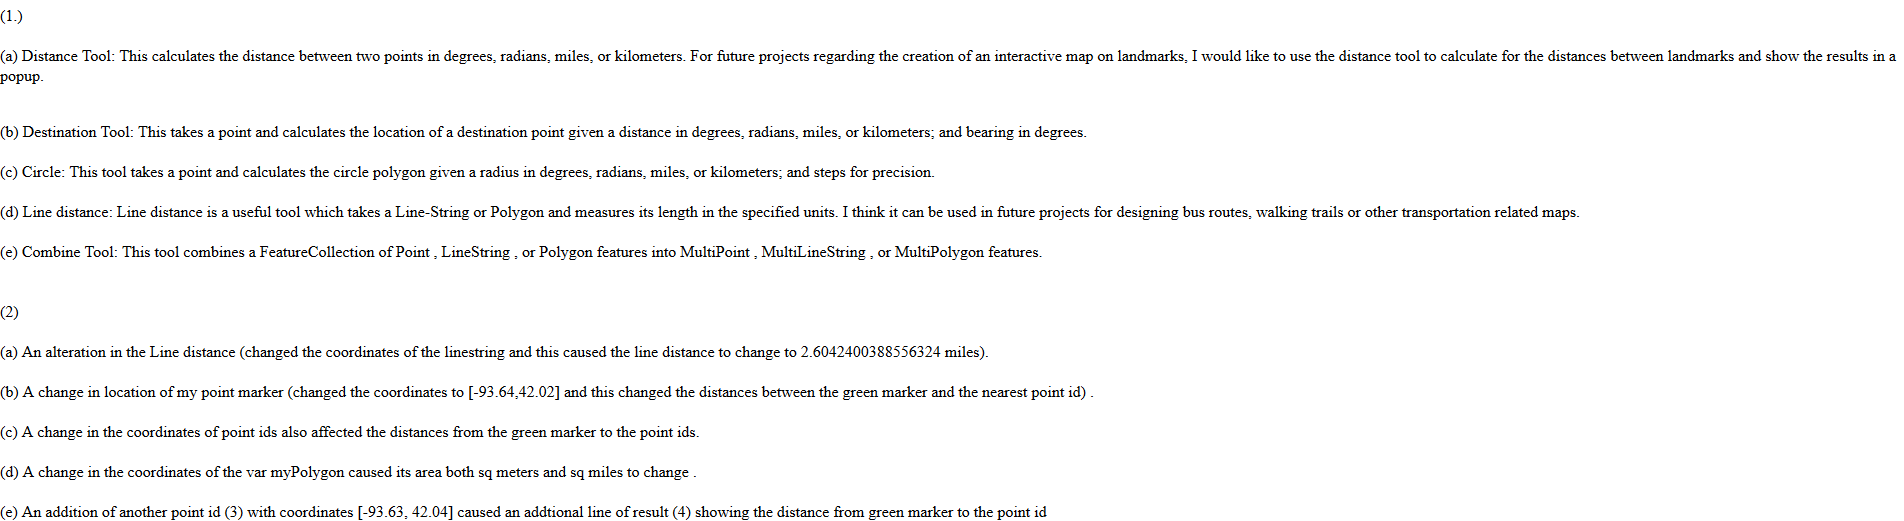 (1.)
(a) Distance Tool: This calculates the distance between two points in degrees, radians, miles, or kilometers. For future projects regarding the creation of an interactive map on landmarks, I would like to use the distance tool to calculate for the distances between landmarks and show the results in a
popup.
(b) Destination Tool: This takes a point and calculates the location of a destination point given a distance in degrees, radians, miles, or kilometers; and bearing in degrees.
(c) Circle: This tool takes a point and calculates the circle polygon given a radius in degrees, radians, miles, or kilometers; and steps for precision.
(d) Line distance: Line distance is a useful tool which takes a Line-String or Polygon and measures its length in the specified units. I think it can be used in future projects for designing bus routes, walking trails or other transportation related maps.
(e) Combine Tool: This tool combines a FeatureCollection of Point , LineString , or Polygon features into MultiPoint , MultiLineString , or MultiPolygon features.
(2)
(a) An alteration in the Line distance (changed the coordinates of the linestring and this caused the line distance to change to 2.6042400388556324 miles).
(b) A change in location of my point marker (changed the coordinates to [-93.64,42.02] and this changed the distances between the green marker and the nearest point id) .
(c) A change in the coordinates of point ids also affected the distances from the green marker to the point ids.
(d) A change in the coordinates of the var myPolygon caused its area both sq meters and sq miles to change .
(e) An addition of another point id (3) with coordinates [-93.63, 42.04] caused an addtional line of result (4) showing the distance from green marker to the point id